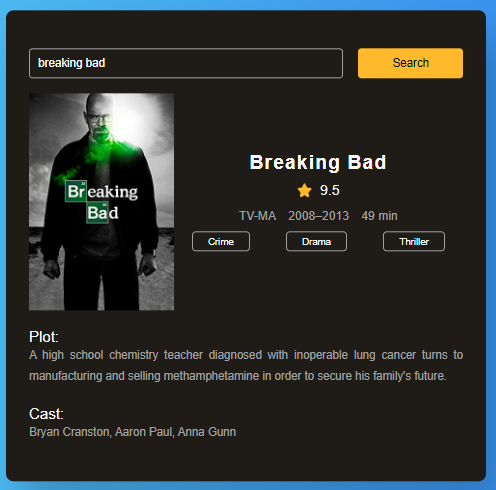 breaking bad
Search
Breaking
Bad
Breaking Bad
9.5
TV-MA 2008–2013 49 min
Crime Drama Thriller
Plot:
A high school chemistry teacher diagnosed with inoperable lung cancer turns to
manufacturing and selling methamphetamine in order to secure his family's future.
Cast:
Bryan Cranston, Aaron Paul, Anna Gunn